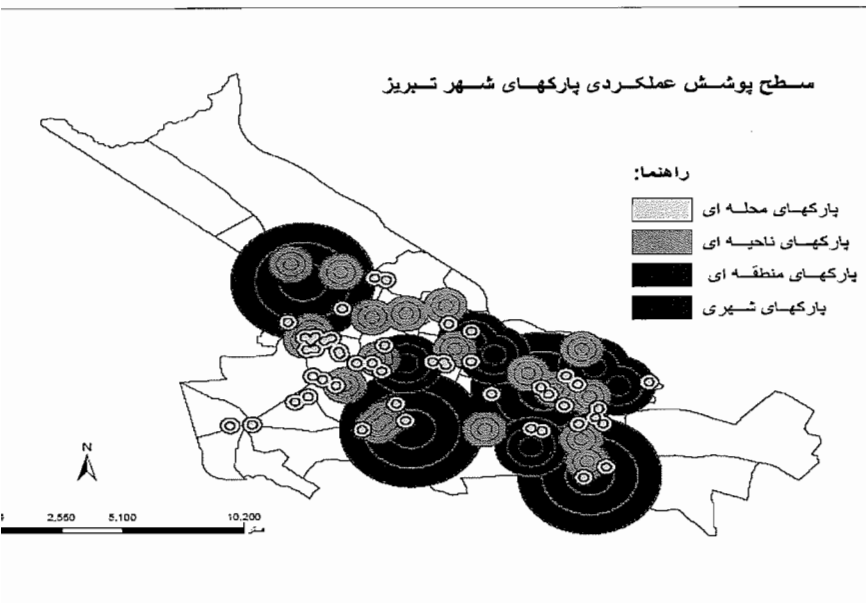 سطح پوشش عملکردی پارکهای شهر تبریز
راهنما:
پارکهای محله ای
پارکهای ناحیه ای
پارکهای منطقه ای
پارکهای شهری
N
2,550 5,100 10,200
متر